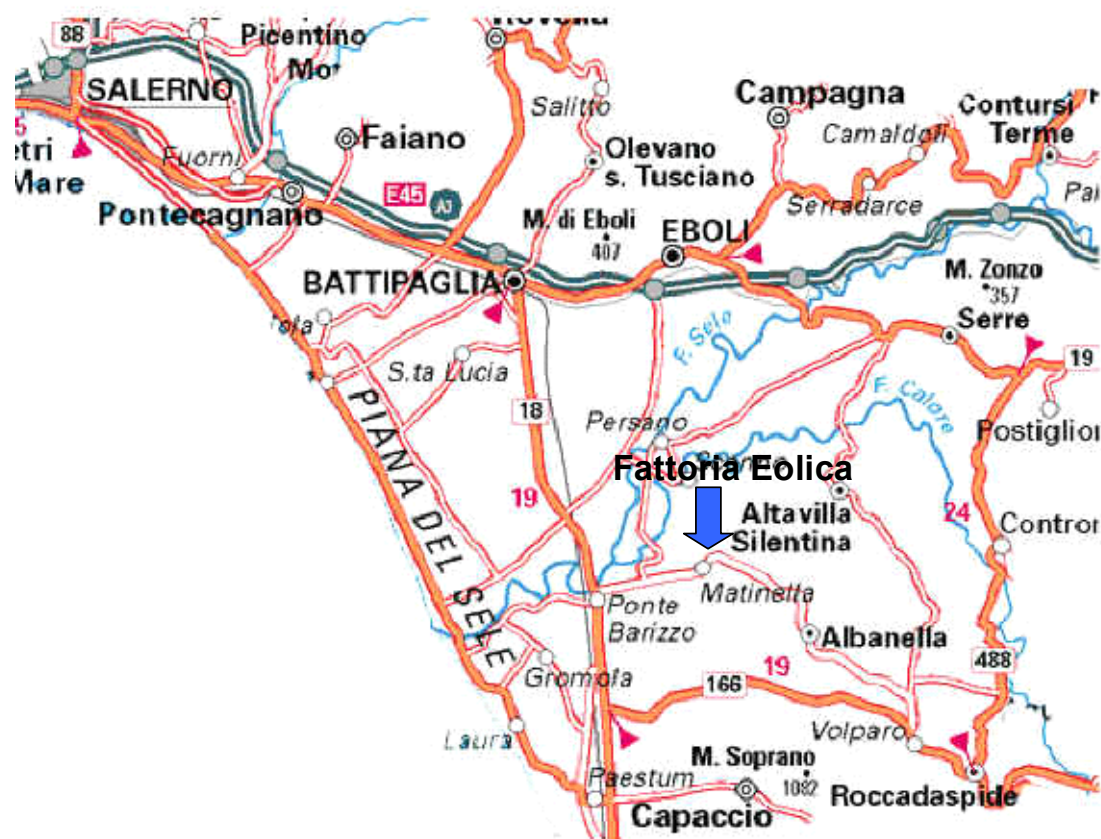 88
Picentino
SALERNO
Faiano
Fuorni
etri
Mare
Pontecagnano
E45
A3
Salitto
Olevano
s. Tusciano
Campagna
Camaldoli
Contursi
Terme
Serradarce
M. di Eboli
407
EBOLI
BATTIPAGLIA
M. Zonzo
357
Serre
19
F. Sele
S.ta Lucia
F. Calore
18
Persano
Fattoria Eolica
19
PIANA DEL SELE
Altavilla
Silentina
24
Matinella
Ponte
Barizzo
Albanella
Gromola
166
19
488
Laura
Volparo
M. Soprano
1082
Paestum
Capaccio
Roccadaspide